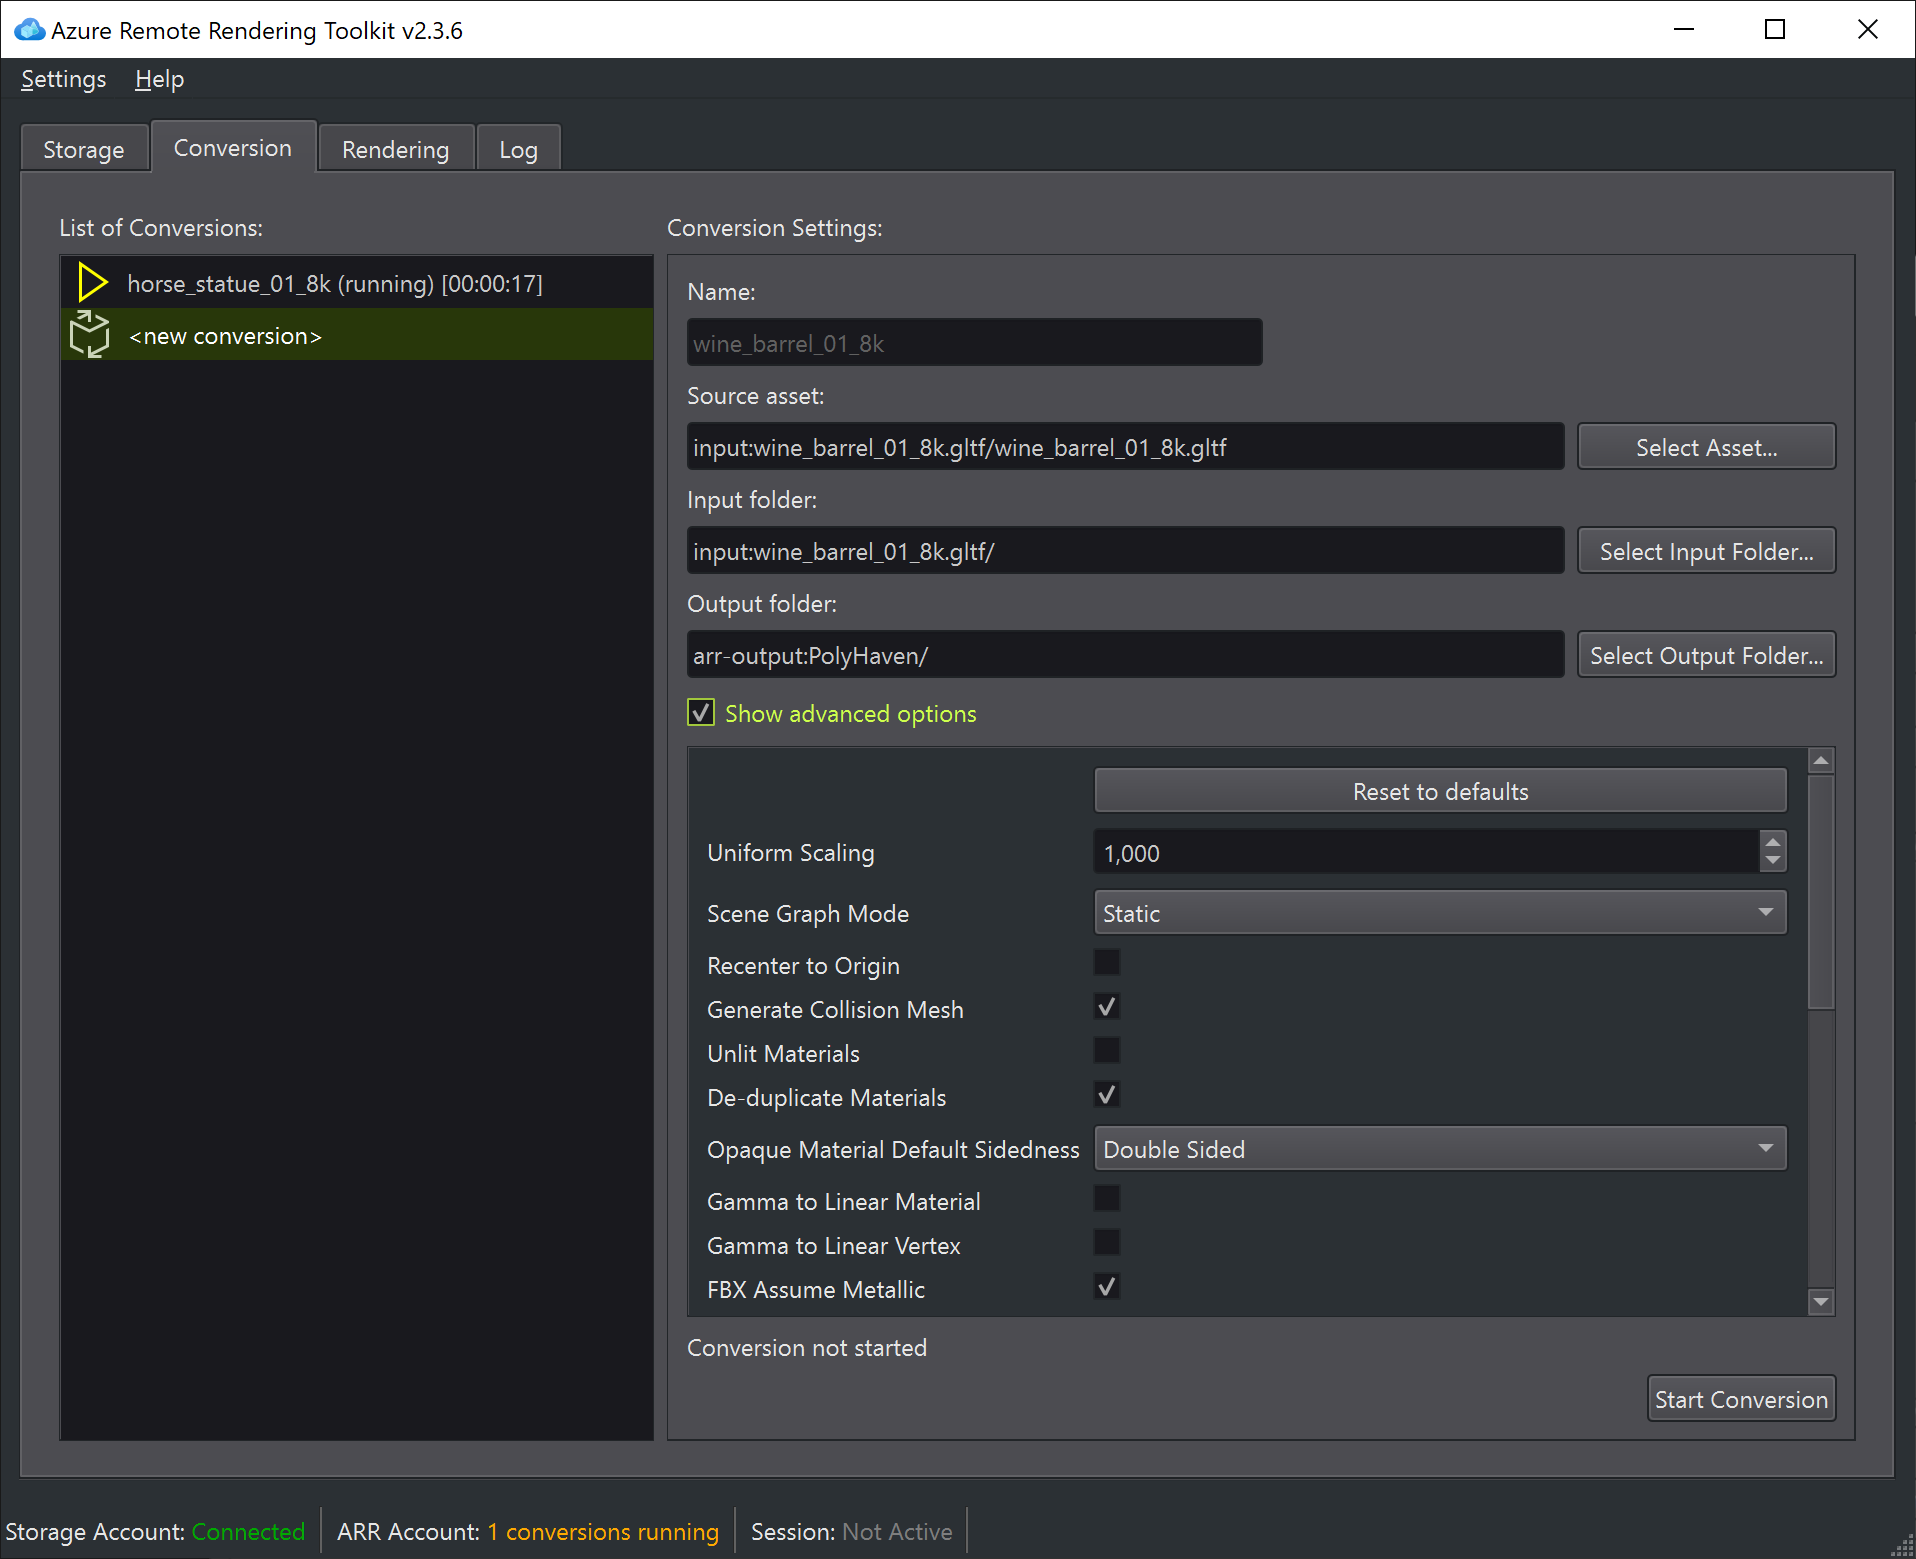 Azure Remote Rendering Toolkit v2.3.6
Settings Help
Storage Conversion Rendering Log
List of Conversions:
horse_statue_01_8k (running) [00:00:17]
<new conversion>
Conversion Settings:
Name:
wine_barrel_01_8k
Source asset:
input:wine_barrel_01_8k.gltf/wine_barrel_01_8k.gltf Select Asset...
Input folder:
input:wine_barrel_01_8k.gltf/ Select Input Folder...
Output folder:
arr-output:PolyHaven/ Select Output Folder...
Show advanced options
Reset to defaults
Uniform Scaling 1,000
Scene Graph Mode Static
Recenter to Origin
Generate Collision Mesh
Unlit Materials
De-duplicate Materials
Opaque Material Default Sidedness Double Sided
Gamma to Linear Material
Gamma to Linear Vertex
FBX Assume Metallic
Conversion not started
Start Conversion
Storage Account: Connected ARR Account: 1 conversions running Session: Not Active